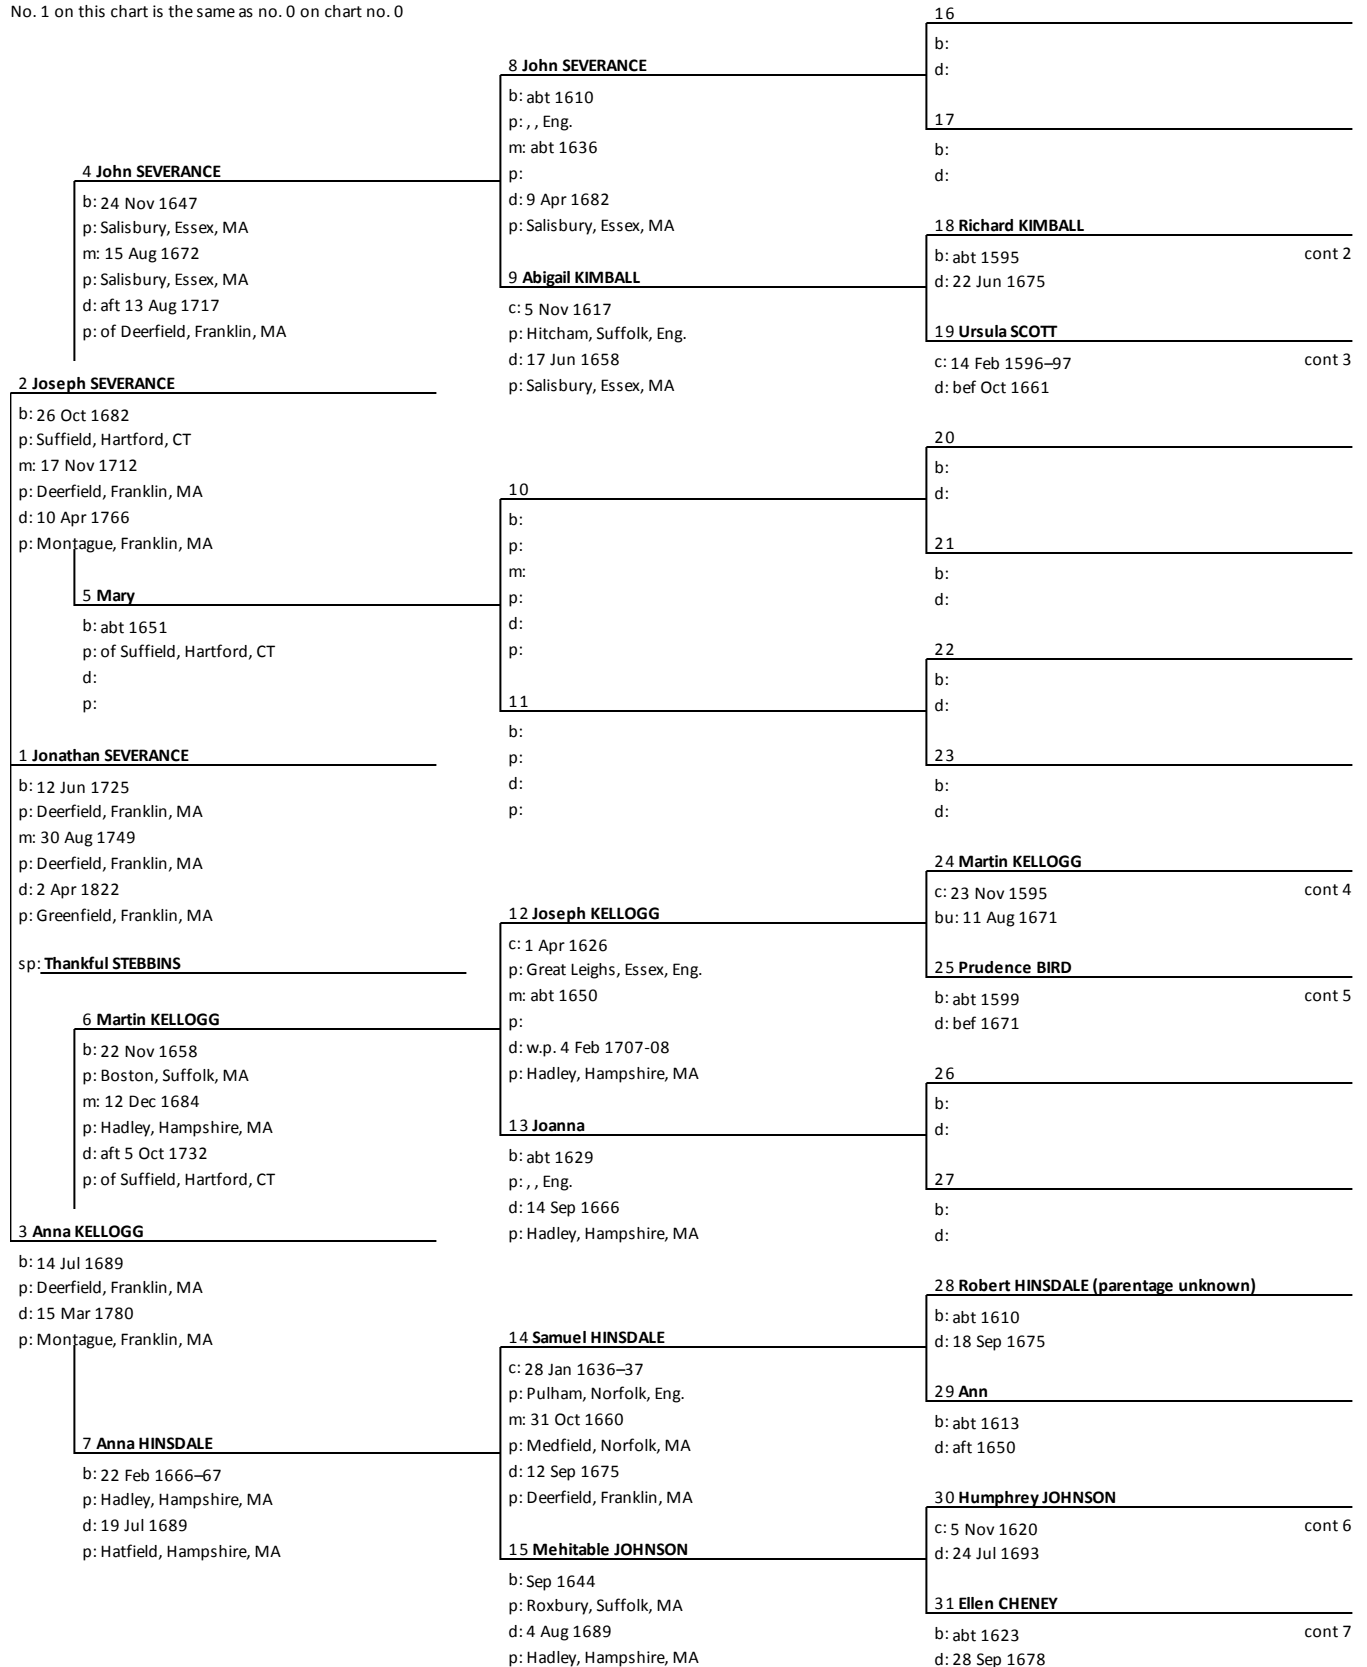 No. 1 on this chart is the same as no. 0 on chart no. 0
16
b:
d:
8 John SEVERANCE
b: abt 1610
p: , , Eng.
m: abt 1636
p:
d: 9 Apr 1682
p: Salisbury, Essex, MA
17
b:
d:
4 John SEVERANCE
b: 24 Nov 1647
p: Salisbury, Essex, MA
m: 15 Aug 1672
p: Salisbury, Essex, MA
d: aft 13 Aug 1717
p: of Deerfield, Franklin, MA
18 Richard KIMBALL
b: abt 1595 cont 2
d: 22 Jun 1675
9 Abigail KIMBALL
c: 5 Nov 1617
p: Hitcham, Suffolk, Eng.
d: 17 Jun 1658
p: Salisbury, Essex, MA
19 Ursula SCOTT
c: 14 Feb 1596–97 cont 3
d: bef Oct 1661
2 Joseph SEVERANCE
b: 26 Oct 1682
p: Suffield, Hartford, CT
m: 17 Nov 1712
p: Deerfield, Franklin, MA
d: 10 Apr 1766
p: Montague, Franklin, MA
20
b:
d:
10
b:
p:
m:
p:
d:
p:
21
b:
d:
5 Mary
b: abt 1651
p: of Suffield, Hartford, CT
d:
p:
22
b:
d:
11
b:
p:
d:
p:
23
b:
d:
1 Jonathan SEVERANCE
b: 12 Jun 1725
p: Deerfield, Franklin, MA
m: 30 Aug 1749
p: Deerfield, Franklin, MA
d: 2 Apr 1822
p: Greenfield, Franklin, MA
sp: Thankful STEBBINS
24 Martin KELLOGG
c: 23 Nov 1595 cont 4
bu: 11 Aug 1671
12 Joseph KELLOGG
c: 1 Apr 1626
p: Great Leighs, Essex, Eng.
m: abt 1650
p:
d: w.p. 4 Feb 1707-08
p: Hadley, Hampshire, MA
25 Prudence BIRD
b: abt 1599 cont 5
d: bef 1671
6 Martin KELLOGG
b: 22 Nov 1658
p: Boston, Suffolk, MA
m: 12 Dec 1684
p: Hadley, Hampshire, MA
d: aft 5 Oct 1732
p: of Suffield, Hartford, CT
26
b:
d:
13 Joanna
b: abt 1629
p: , , Eng.
d: 14 Sep 1666
p: Hadley, Hampshire, MA
27
b:
d:
3 Anna KELLOGG
b: 14 Jul 1689
p: Deerfield, Franklin, MA
d: 15 Mar 1780
p: Montague, Franklin, MA
28 Robert HINSDALE (parentage unknown)
b: abt 1610
d: 18 Sep 1675
14 Samuel HINSDALE
c: 28 Jan 1636–37
p: Pulham, Norfolk, Eng.
m: 31 Oct 1660
p: Medfield, Norfolk, MA
d: 12 Sep 1675
p: Deerfield, Franklin, MA
29 Ann
b: abt 1613
d: aft 1650
7 Anna HINSDALE
b: 22 Feb 1666–67
p: Hadley, Hampshire, MA
d: 19 Jul 1689
p: Hatfield, Hampshire, MA
30 Humphrey JOHNSON
c: 5 Nov 1620 cont 6
d: 24 Jul 1693
15 Mehitable JOHNSON
b: Sep 1644
p: Roxbury, Suffolk, MA
d: 4 Aug 1689
p: Hadley, Hampshire, MA
31 Ellen CHENEY
b: abt 1623 cont 7
d: 28 Sep 1678